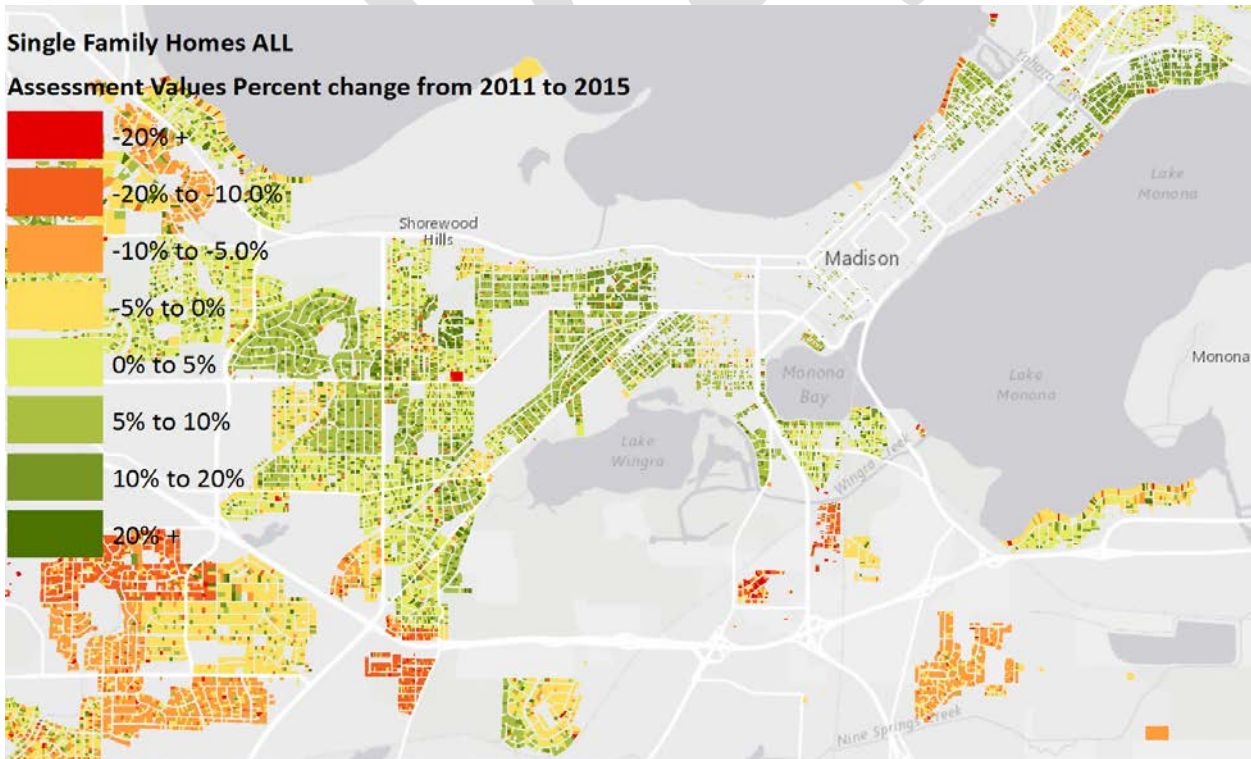 Single Family Homes ALL
Assessment Values Percent change from 2011 to 2015
-20% +
-20% to -10.0%
-10% to -5.0%
-5% to 0%
0% to 5%
5% to 10%
10% to 20%
20% +
Yahara
Lake
Monona
Shorewood
Hills
Madison
Monona
Monona
Bay
Lake
Monona
Lake
Wingra
Wingra Creek
Nine Springs Creek